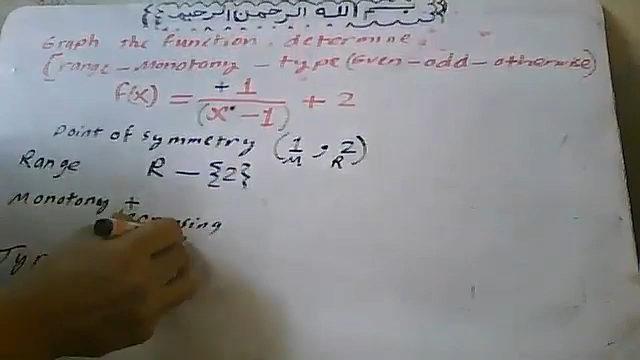 بسم الله الرحمن الرحيم
Graph the function, determine,
(range - Monotony - type (Even - odd - otherwise)
f(x) = +1/(x - 1) + 2
Point of symmetry (1, 2)
M R
Range R - {2}
Monotony +